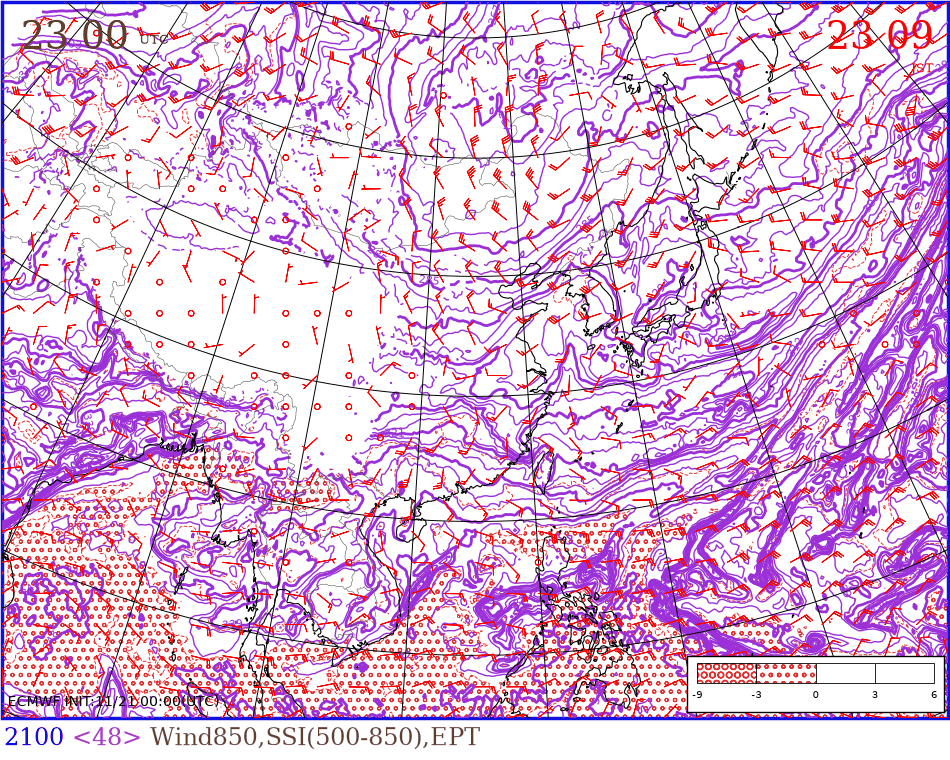 23 00 UTC 23 09
JST
-9 -3 0 3 6
ECMWF INIT:11/21 00:00(UTC)
2100 <48> Wind850,SSI(500-850),EPT